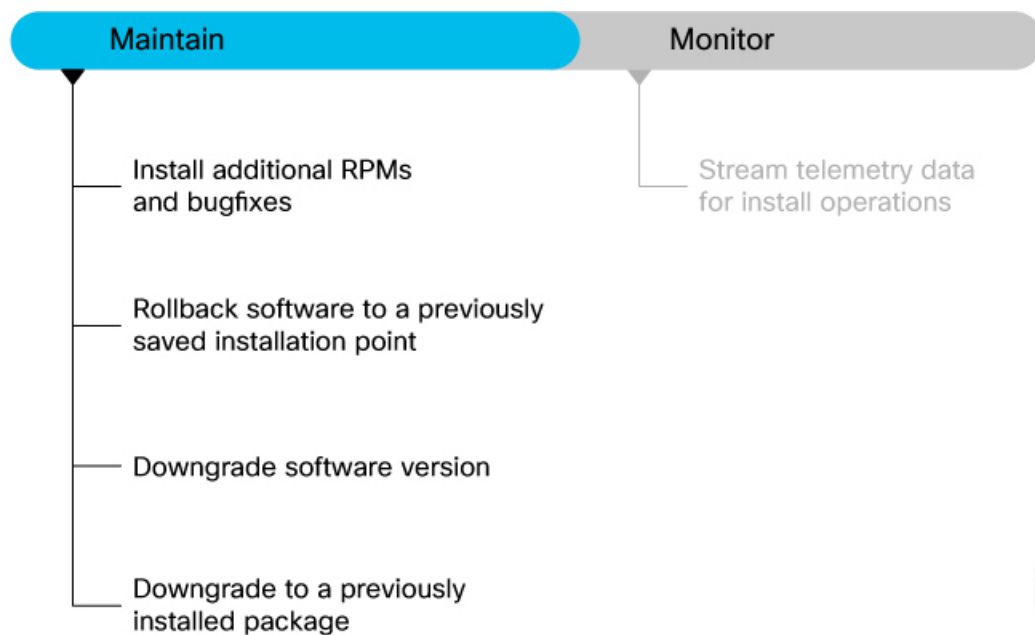 Maintain
Monitor
Install additional RPMs
and bugfixes
Stream telemetry data
for install operations
Rollback software to a previously
saved installation point
Downgrade software version
Downgrade to a previously
installed package